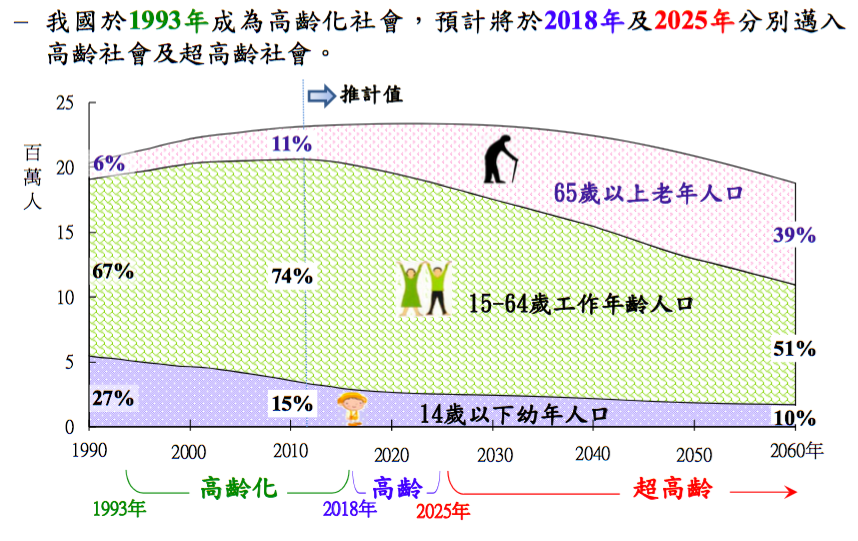 – 我國於1993年成為高齡化社會，預計將於2018年及2025年分別邁入
高齡社會及超高齡社會。
推計值
百萬人
25
20
15
10
5
0
6%
11%
65歲以上老年人口
39%
67%
74%
15-64歲工作年齡人口
51%
27%
15%
14歲以下幼年人口
10%
1990
2000
2010
2020
2030
2040
2050
2060年
高齡化
高齡
超高齡
1993年
2018年
2025年